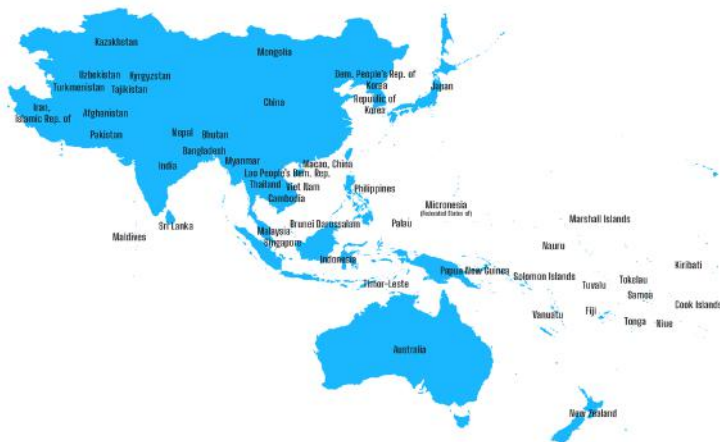 Kazakhstan
Mongolia
Uzbekistan
Kyrgyzstan
Dem. People's Rep. of
Korea
Turkmenistan
Tajikistan
Japan
Iran,
Islamic Rep. of
Afghanistan
China
Republic of
Korea
Pakistan
Nepal
Bhutan
Bangladesh
India
Myanmar
Macao, China
Lao People's Dem. Rep.
Thailand
Viet Nam
Cambodia
Philippines
Micronesia
(Federated States of)
Marshall Islands
Sri Lanka
Maldives
Brunei Darussalam
Palau
Malaysia
Singapore
Nauru
Indonesia
Kiribati
Papua New Guinea
Solomon Islands
Timor-Leste
Tuvalu
Tokelau
Samoa
Cook Islands
Vanuatu
Fiji
Tonga
Niue
Australia
New Zealand